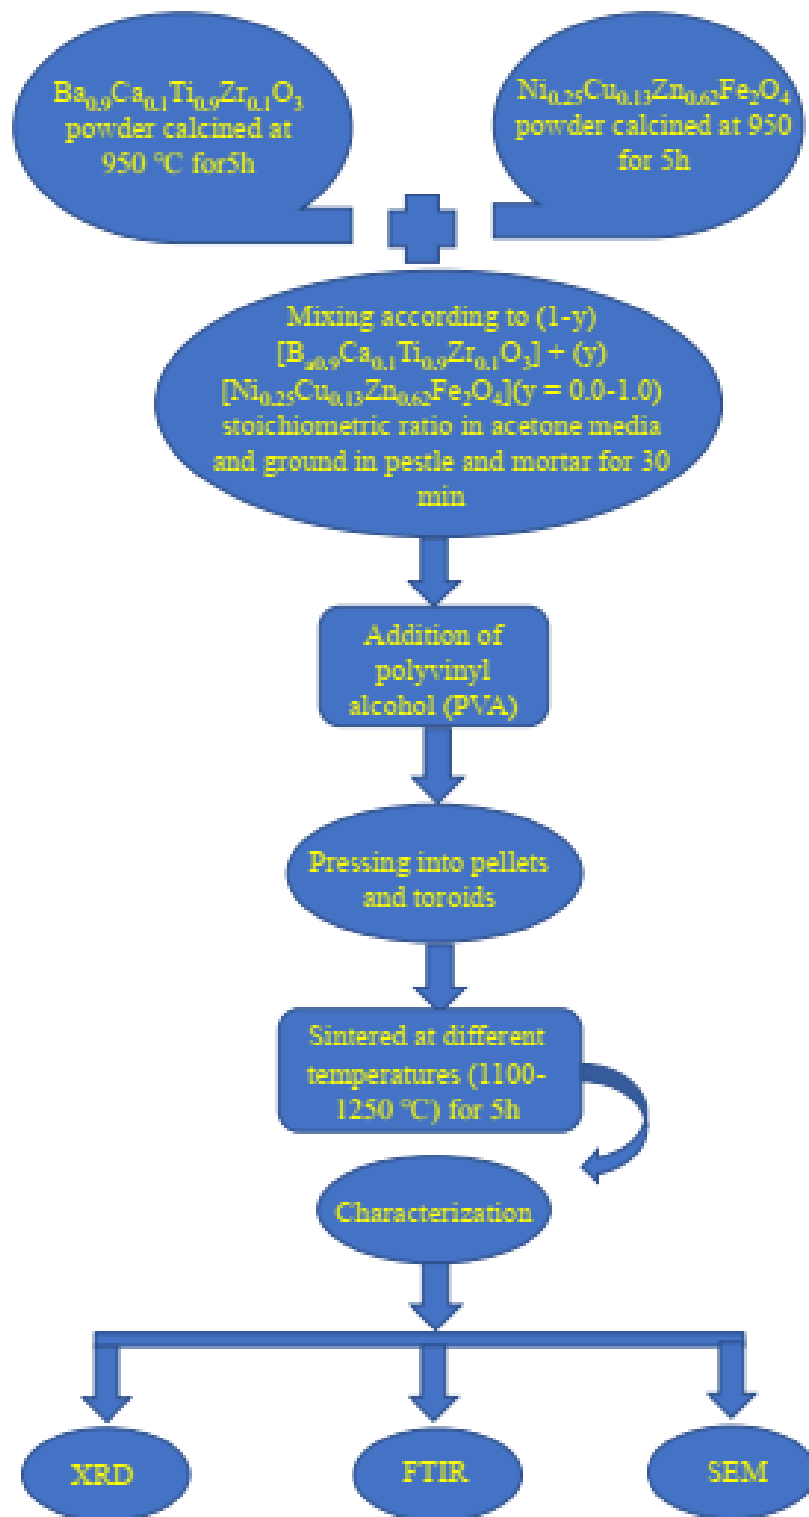 Ba₀.₉Ca₀.₁Ti₀.₉Zr₀.₁O₃
powder calcined at
950 °C for5h
Ni₀.₂₅Cu₀.₁₃Zn₀.₆₂Fe₂O₄
powder calcined at 950
for 5h
Mixing according to (1-y)
[Bₐ₀.₉Ca₀.₁Ti₀.₉Zr₀.₁O₃] + (y)
[Ni₀.₂₅Cu₀.₁₃Zn₀.₆₂Fe₂O₄](y = 0.0-1.0)
stoichiometric ratio in acetone media
and ground in pestle and mortar for 30
min
Addition of
polyvinyl
alcohol (PVA)
Pressing into pellets
and toroids
Sintered at different
temperatures (1100-
1250 °C) for 5h
Characterization
XRD
FTIR
SEM